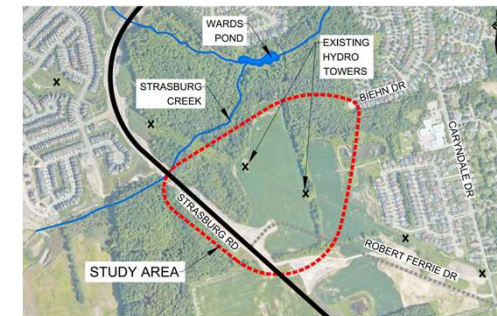 WARDS
POND
EXISTING
HYDRO
TOWERS
STRASBURG
CREEK
BIEHN DR
CARYNDALE DR
STRASBURG RD
ROBERT FERRIE DR
STUDY AREA
X
X
X
X
X
X
X